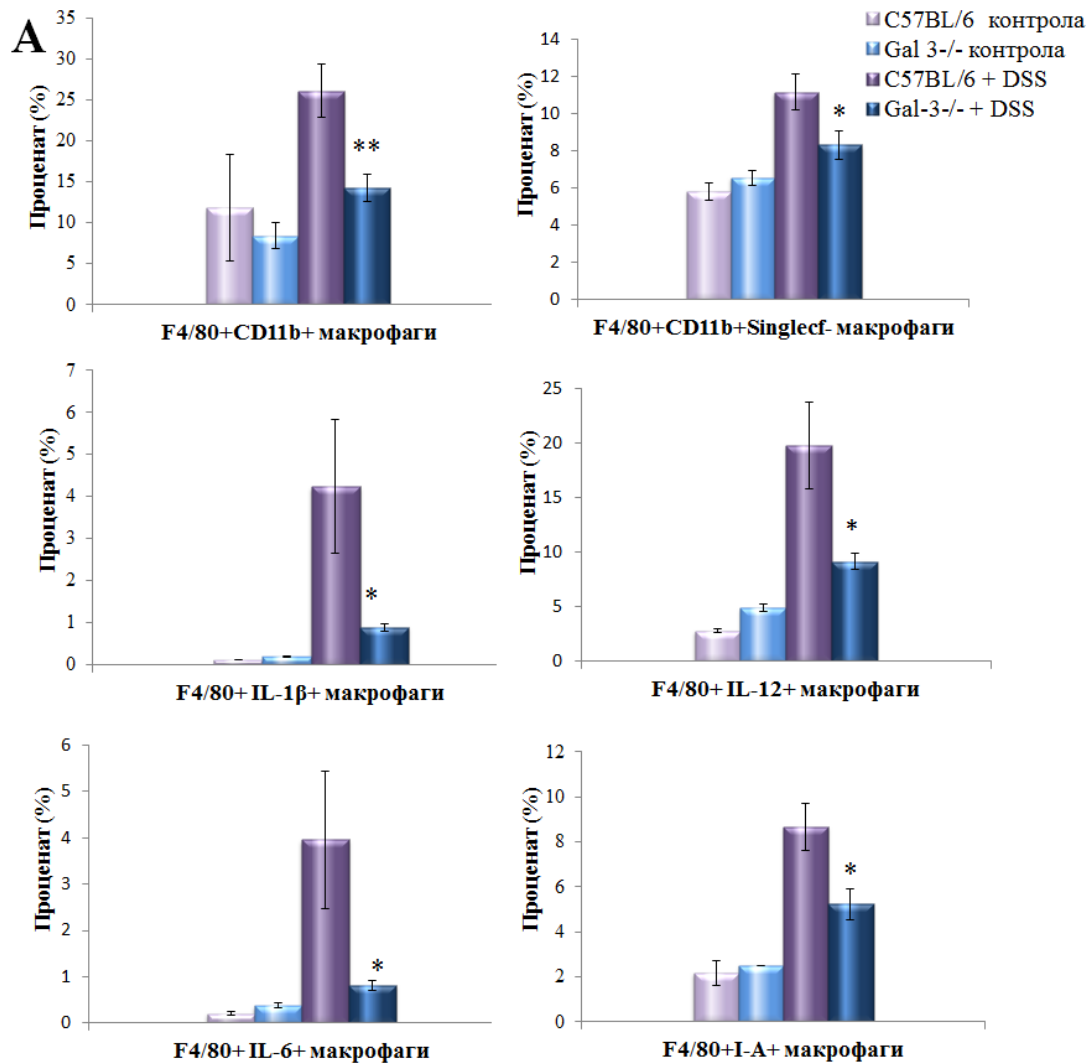 A
C57BL/6 контрола
Gal 3-/- контрола
C57BL/6 + DSS
Gal-3-/- + DSS
Проценат (%)
35
30
25
20
15
10
5
0
**
F4/80+CD11b+ макрофаги
Проценат (%)
14
12
10
8
6
4
2
0
*
F4/80+CD11b+Singlecf- макрофаги
Проценат (%)
7
6
5
4
3
2
1
0
*
F4/80+ IL-1β+ макрофаги
Проценат (%)
25
20
15
10
5
0
*
F4/80+ IL-12+ макрофаги
Проценат (%)
6
5
4
3
2
1
0
*
F4/80+ IL-6+ макрофаги
Проценат (%)
12
10
8
6
4
2
0
*
F4/80+I-A+ макрофаги